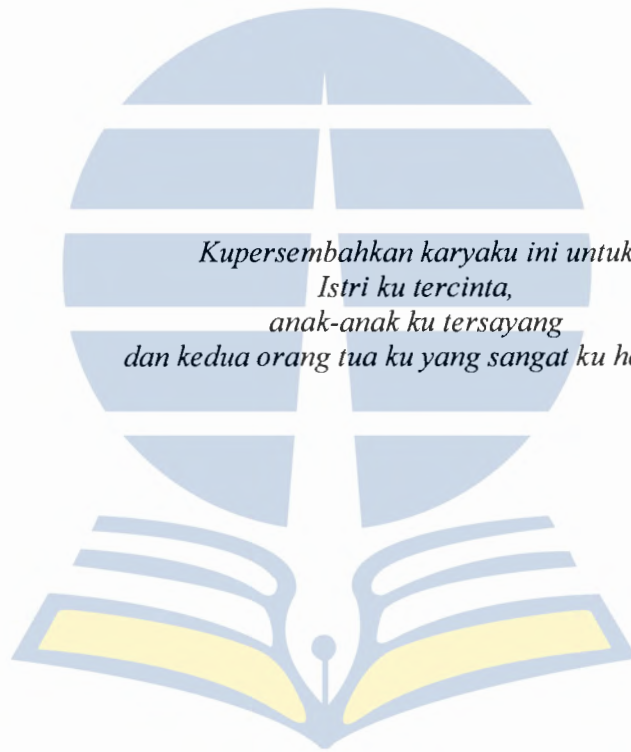 Kupersembahkan karyaku ini untuk
Istri ku tercinta,
anak-anak ku tersayang
dan kedua orang tua ku yang sangat ku